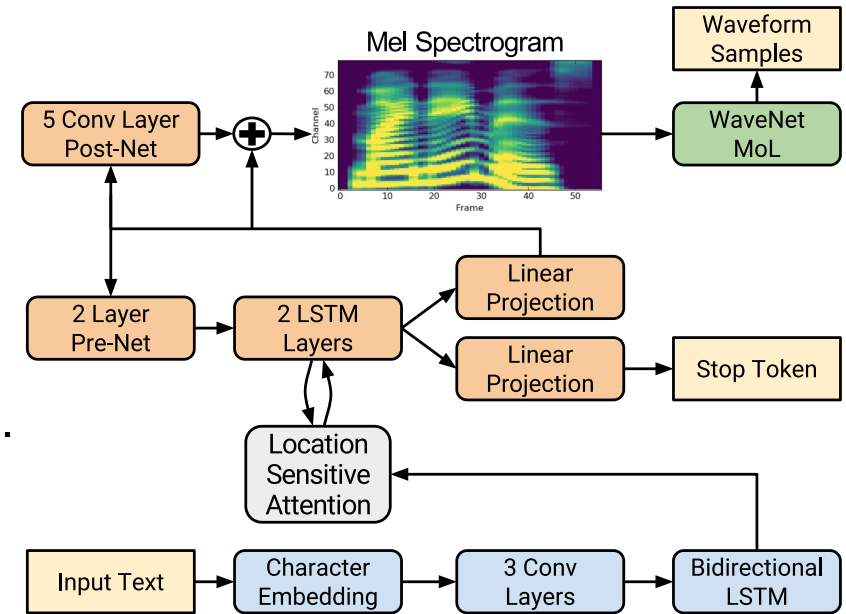 Mel Spectrogram
Waveform
Samples
5 Conv Layer
Post-Net
WaveNet
MoL
Channel
70
60
50
40
30
20
10
0
0 10 20 30 40 50
Frame
2 Layer
Pre-Net
2 LSTM
Layers
Linear
Projection
Linear
Projection
Stop Token
Location
Sensitive
Attention
Input Text
Character
Embedding
3 Conv
Layers
Bidirectional
LSTM